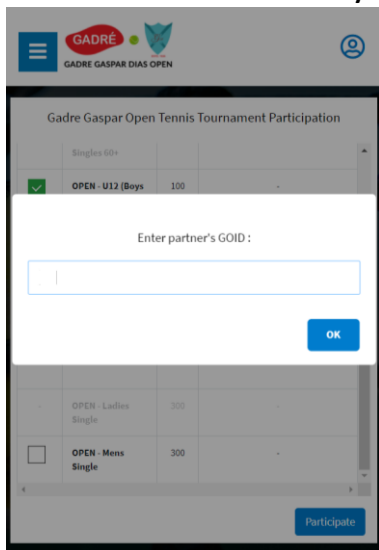 GADRÉ
GADRE GASPAR DIAS OPEN
Gadre Gaspar Open Tennis Tournament Participation
Singles 60+
OPEN - U12 (Boys 100 -
Enter partner's GOID :
OK
- OPEN - Ladies 300 -
Single
OPEN - Mens 300 -
Single
Participate